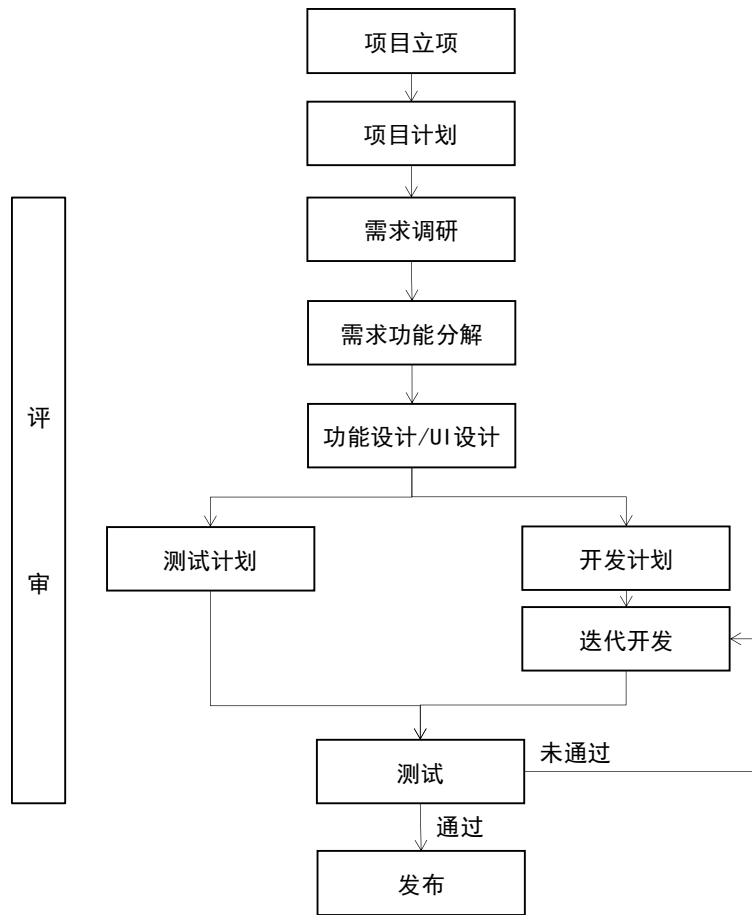 项目立项
项目计划
需求调研
需求功能分解
功能设计/UI设计
评
审
测试计划
开发计划
迭代开发
测试
未通过
通过
发布